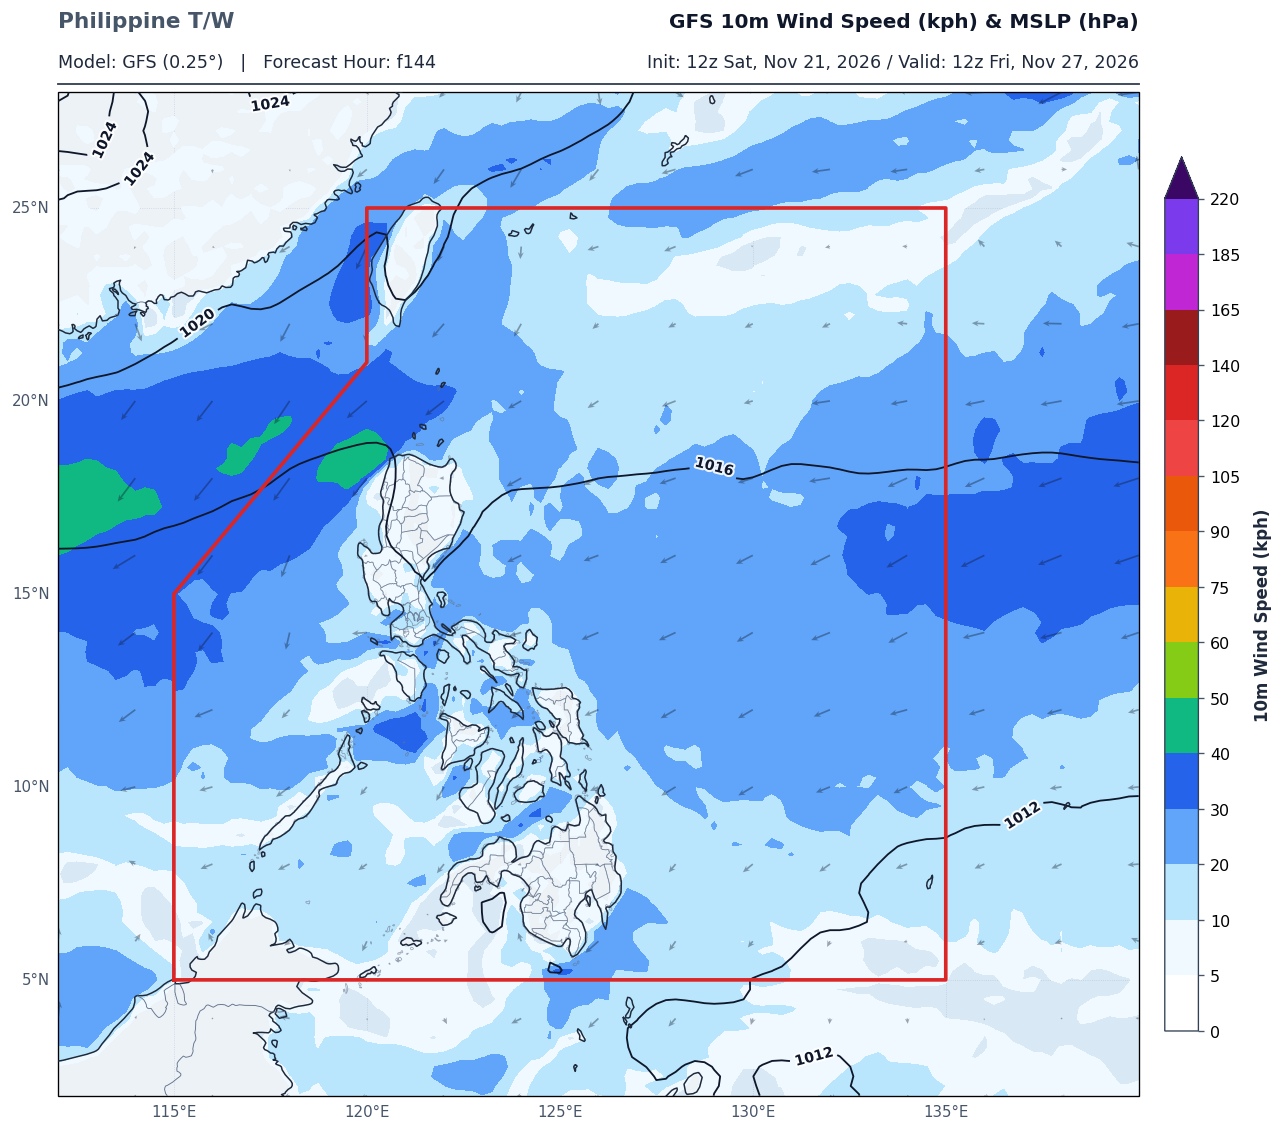 Philippine T/W
GFS 10m Wind Speed (kph) & MSLP (hPa)
Model: GFS (0.25°)   |   Forecast Hour: f144
Init: 12z Sat, Nov 21, 2026 / Valid: 12z Fri, Nov 27, 2026
1024
1024
1024
1020
1016
1012
1012
25°N
20°N
15°N
10°N
5°N
115°E
120°E
125°E
130°E
135°E
220
185
165
140
120
105
90
75
60
50
40
30
20
10
5
0
10m Wind Speed (kph)